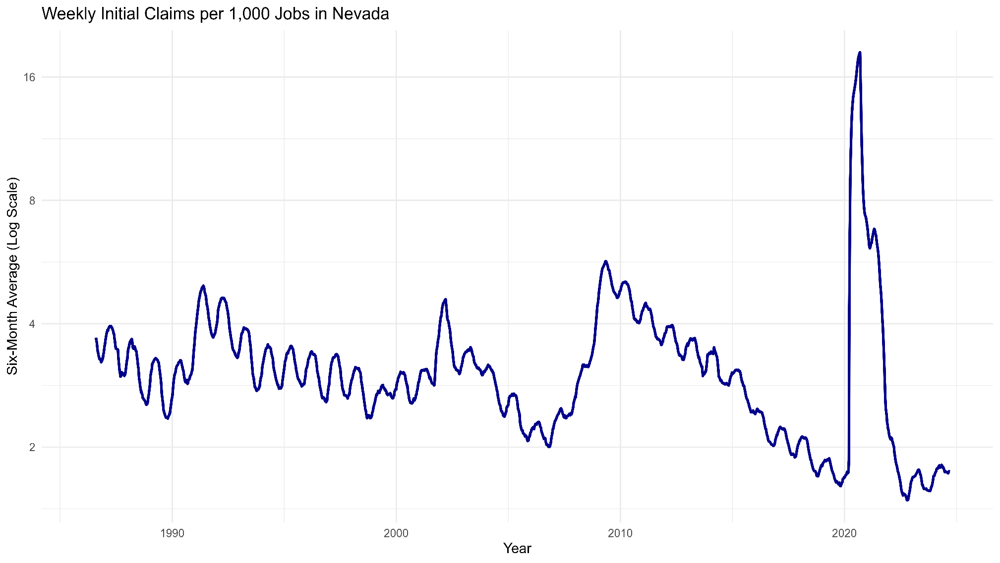 Weekly Initial Claims per 1,000 Jobs in Nevada
Six-Month Average (Log Scale)
16
8
4
2
1990
2000
2010
2020
Year